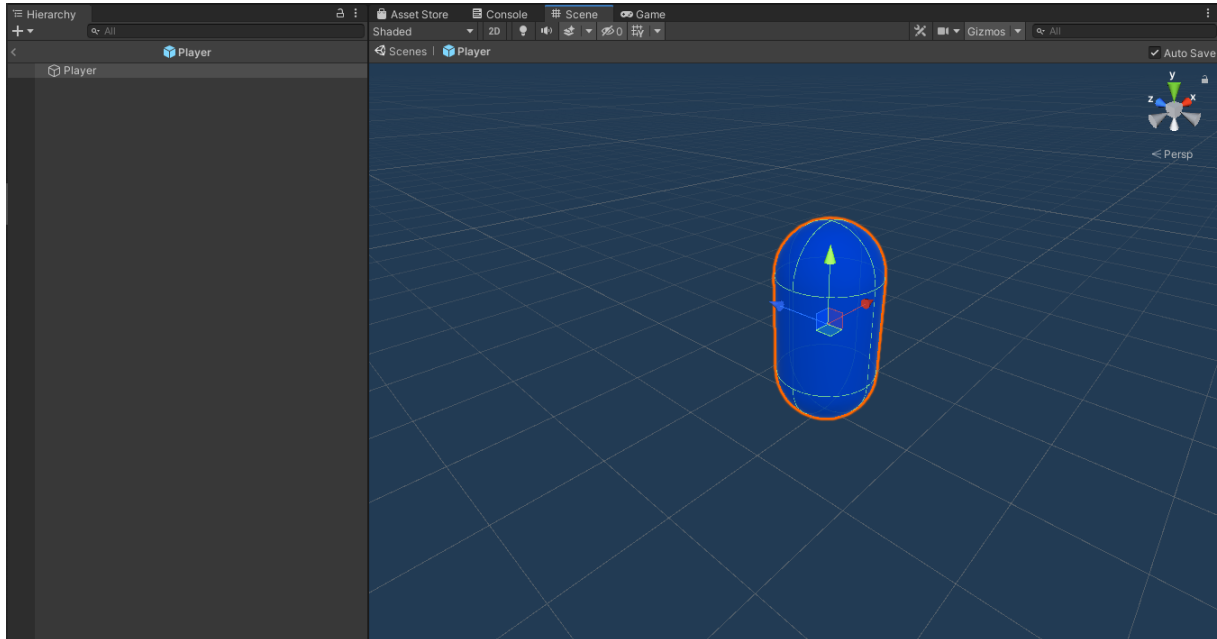 Hierarchy
All
Player
Player
Asset Store Console Scene Game
Shaded 2D 0 Gizmos All
Scenes | Player Auto Save
y
z x
Persp